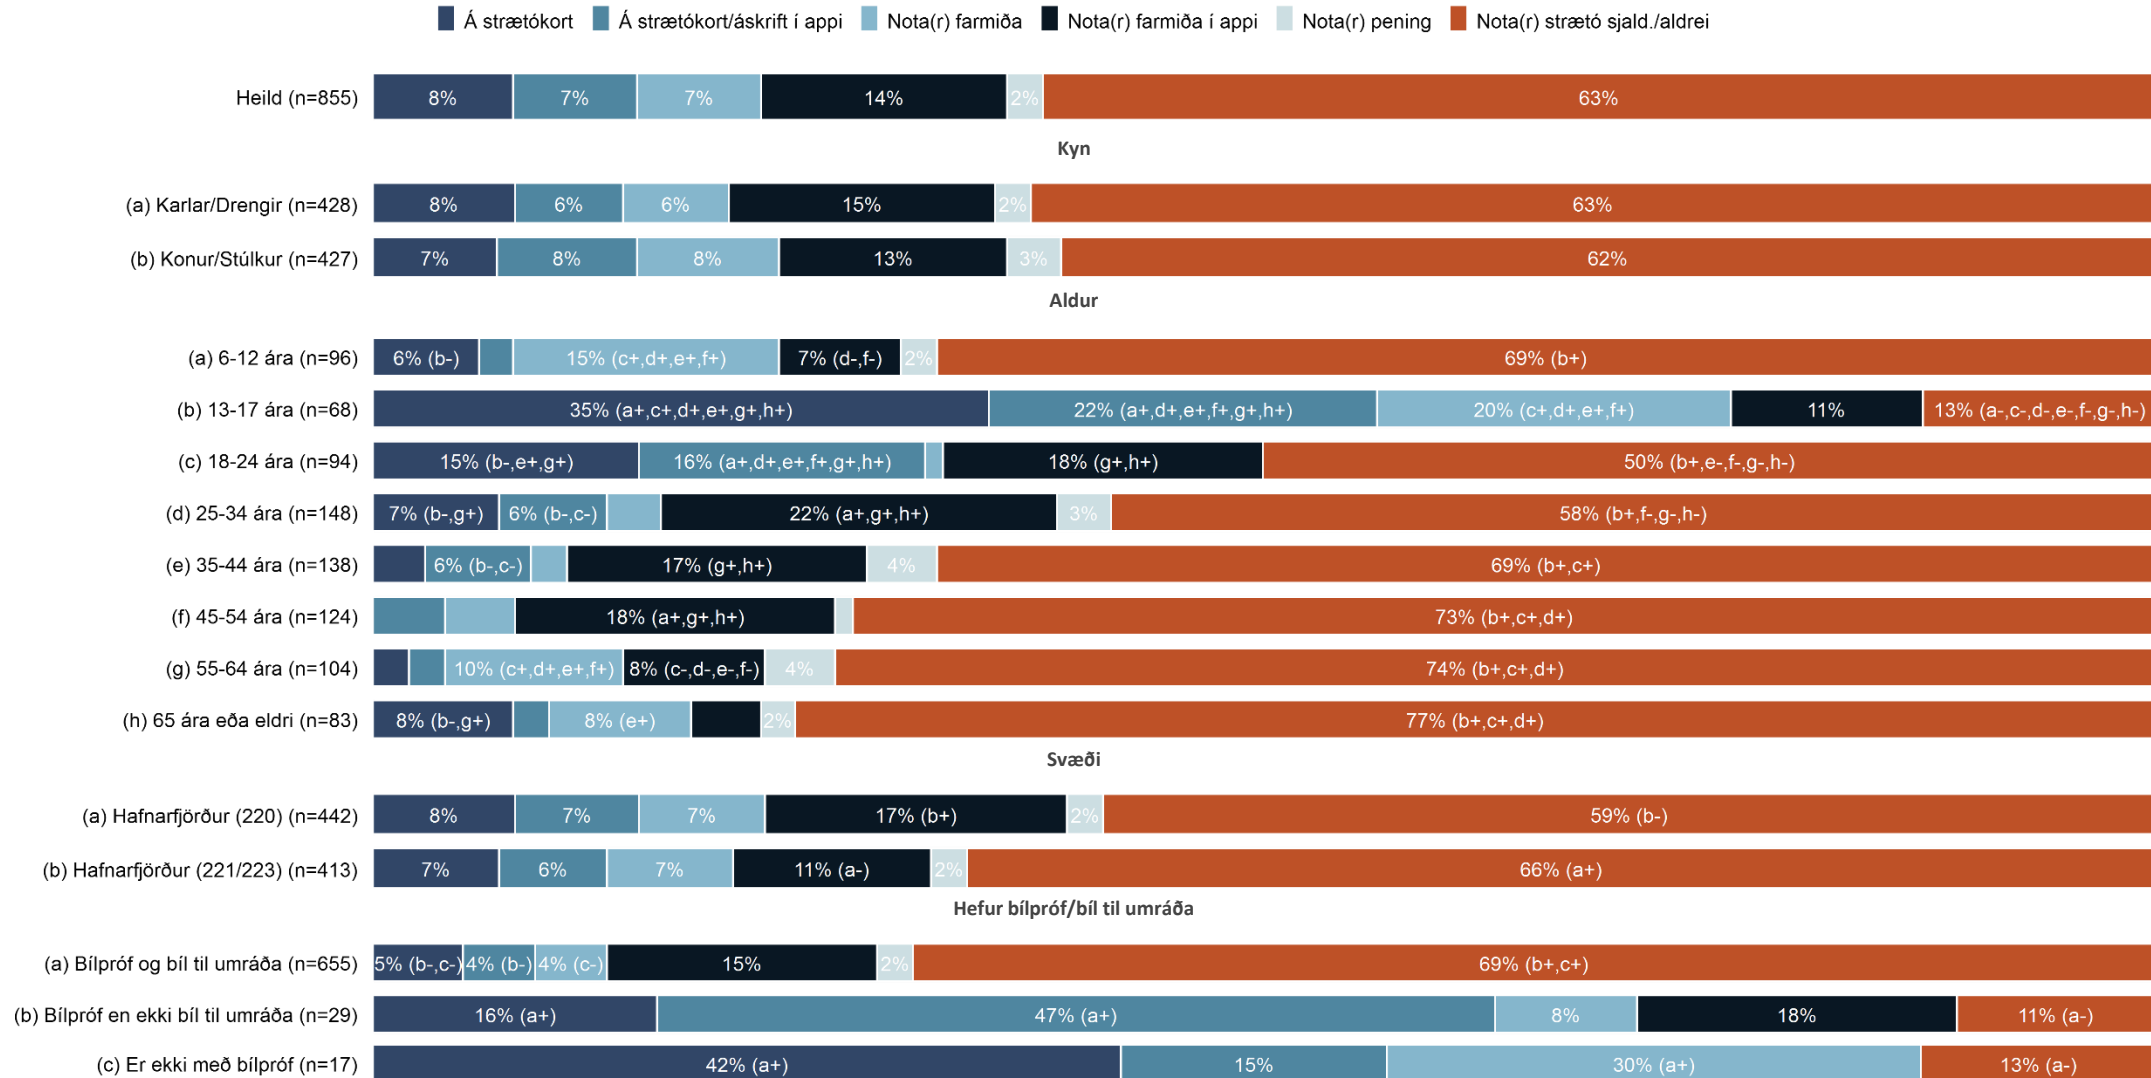 Á strætókort Á strætókort/áskrift í appi Nota(r) farmiða Nota(r) farmiða í appi Nota(r) pening Nota(r) strætó sjald./aldrei
Heild (n=855) 8% 7% 7% 14% 2% 63%
Kyn
(a) Karlar/Drengir (n=428) 8% 6% 6% 15% 2% 63%
(b) Konur/Stúlkur (n=427) 7% 8% 8% 13% 3% 62%
Aldur
(a) 6-12 ára (n=96) 6% (b-) 15% (c+,d+,e+,f+) 7% (d-,f-) 2% 69% (b+)
(b) 13-17 ára (n=68) 35% (a+,c+,d+,e+,g+,h+) 22% (a+,d+,e+,f+,g+,h+) 20% (c+,d+,e+,f+) 11% 13% (a-,c-,d-,e-,f-,g-,h-)
(c) 18-24 ára (n=94) 15% (b-,e+,g+) 16% (a+,d+,e+,f+,g+,h+) 18% (g+,h+) 50% (b+,e-,f-,g-,h-)
(d) 25-34 ára (n=148) 7% (b-,g+) 6% (b-,c-) 22% (a+,g+,h+) 3% 58% (b+,f-,g-,h-)
(e) 35-44 ára (n=138) 6% (b-,c-) 17% (g+,h+) 4% 69% (b+,c+)
(f) 45-54 ára (n=124) 18% (a+,g+,h+) 73% (b+,c+,d+)
(g) 55-64 ára (n=104) 10% (c+,d+,e+,f+) 8% (c-,d-,e-,f-) 4% 74% (b+,c+,d+)
(h) 65 ára eða eldri (n=83) 8% (b-,g+) 8% (e+) 2% 77% (b+,c+,d+)
Svæði
(a) Hafnarfjörður (220) (n=442) 8% 7% 7% 17% (b+) 2% 59% (b-)
(b) Hafnarfjörður (221/223) (n=413) 7% 6% 7% 11% (a-) 2% 66% (a+)
Hefur bílpróf/bíl til umráða
(a) Bílpróf og bíl til umráða (n=655) 5% (b-,c-) 4% (b-) 4% (c-) 15% 2% 69% (b+,c+)
(b) Bílpróf en ekki bíl til umráða (n=29) 16% (a+) 47% (a+) 8% 18% 11% (a-)
(c) Er ekki með bílpróf (n=17) 42% (a+) 15% 30% (a+) 13% (a-)